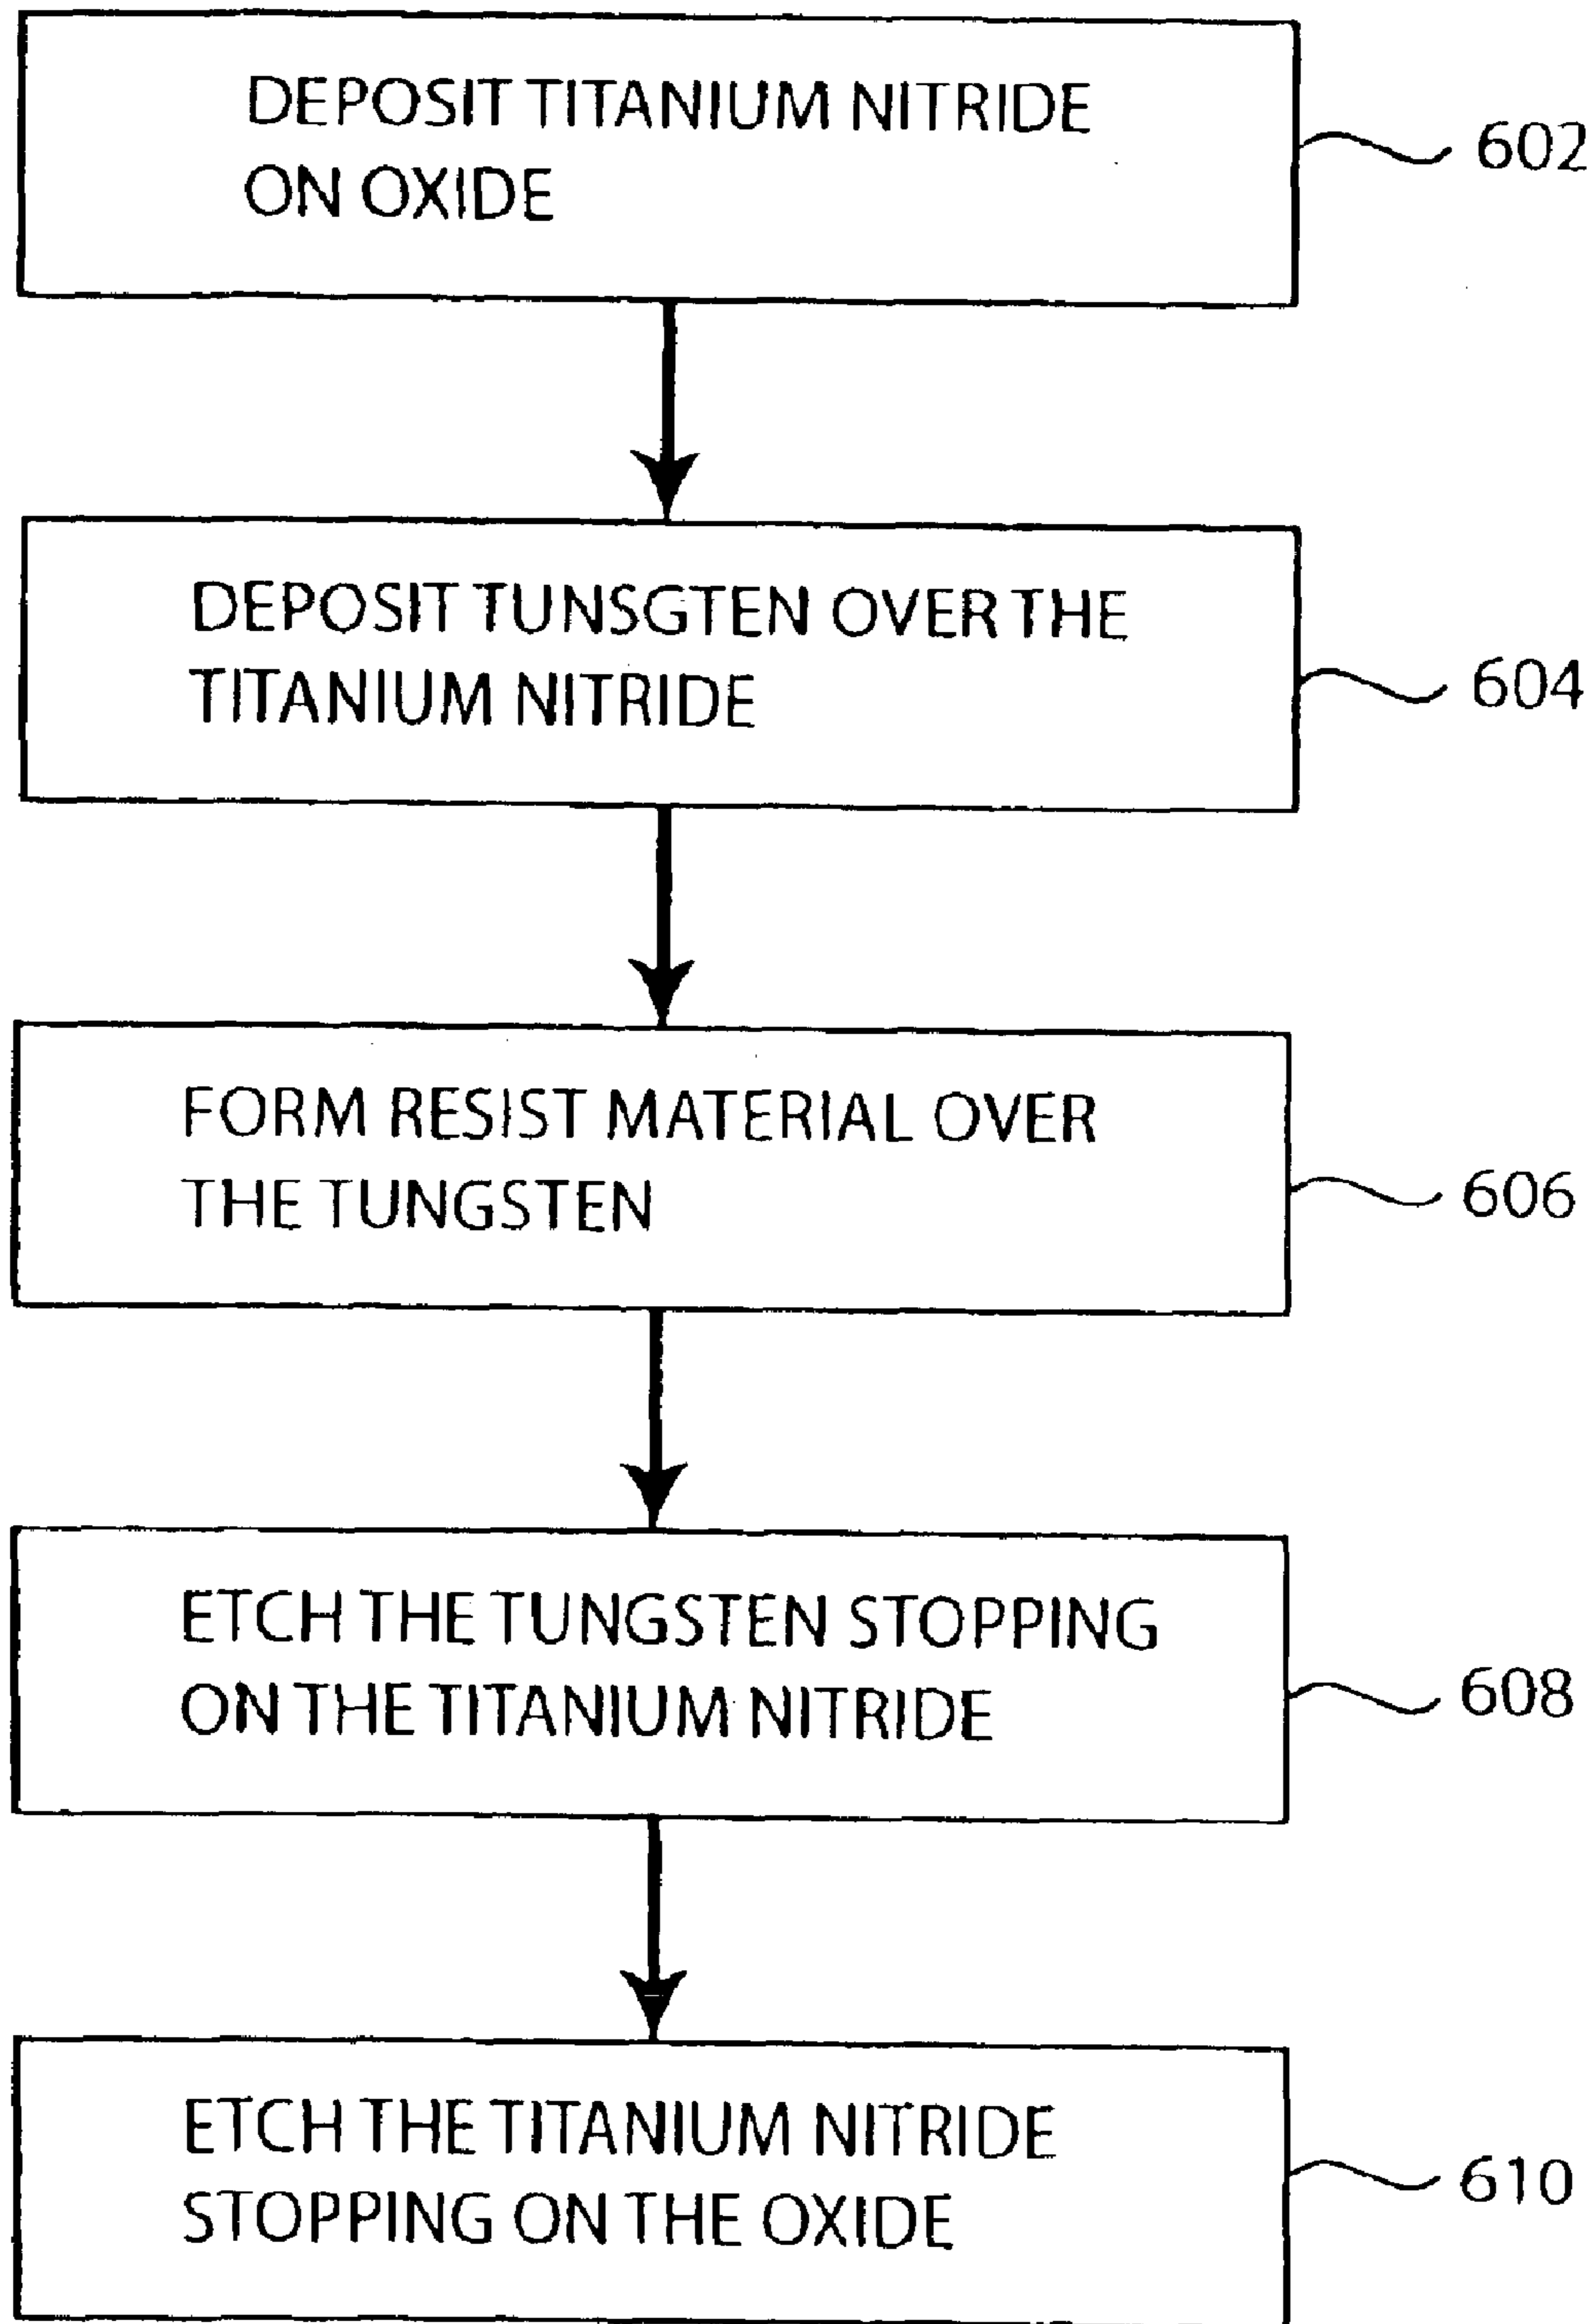 DEPOSIT TITANIUM NITRIDE
ON OXIDE
602
DEPOSIT TUNSGTEN OVER THE
TITANIUM NITRIDE
604
FORM RESIST MATERIAL OVER
THE TUNGSTEN
606
ETCH THE TUNGSTEN STOPPING
ON THE TITANIUM NITRIDE
608
ETCH THE TITANIUM NITRIDE
STOPPING ON THE OXIDE
610